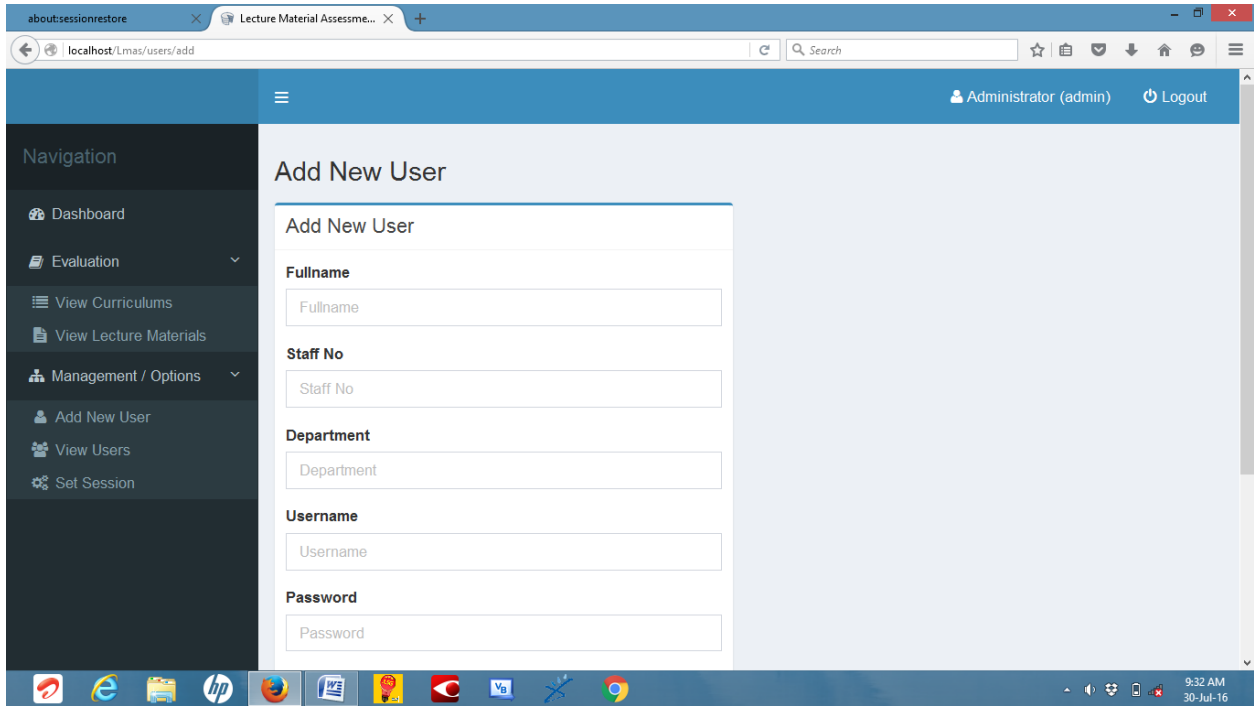 about:sessionrestore
Lecture Material Assessme...
localhost/Lmas/users/add
Search
Administrator (admin)
Logout
Navigation
Add New User
Dashboard
Add New User
Evaluation
Fullname
View Curriculums
Fullname
View Lecture Materials
Staff No
Management / Options
Staff No
Add New User
Department
View Users
Department
Set Session
Username
Username
Password
Password
hp
W
VB
9:32 AM
30-Jul-16